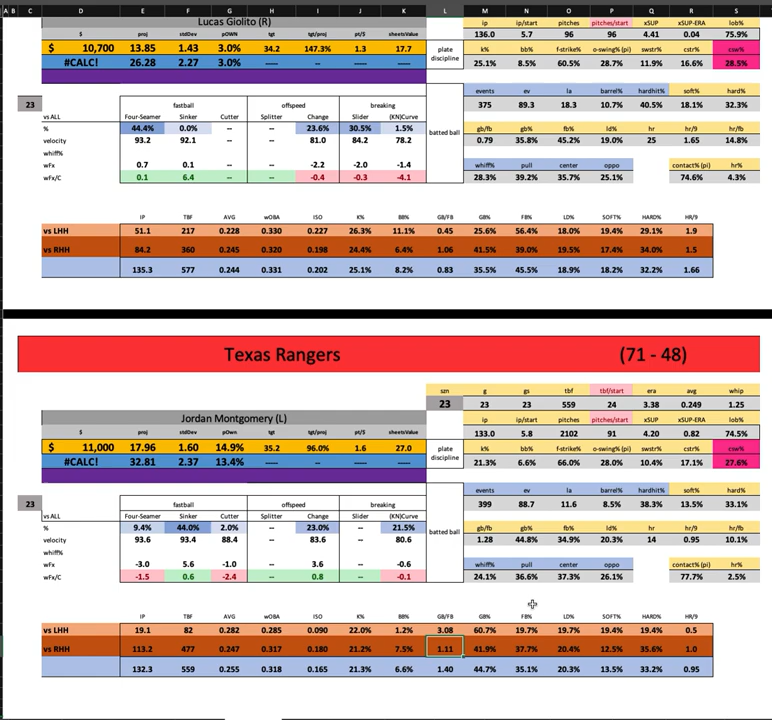 A B C D E F G H I J K L M N O P Q R S
Lucas Giolito (R)
ip ip/start pitches pitches/start xSUP xSUP-ERA lob%
$ proj stdDev pOWN tgt tgt/proj pt/$ sheetsValue
136.0 5.7 96 96 4.41 0.04 75.9%
$ 10,700 13.85 1.43 3.0% 34.2 147.3% 1.3 17.7
plate discipline
k% bb% f-strike% o-swing% (pi) swstr% cstr% csw%
#CALC! 26.28 2.27 3.0% ---- --- ---- ----
25.1% 8.5% 60.5% 28.7% 11.9% 16.6% 28.5%
events ev la barrel% hardhit% soft% hard%
23 fastball offspeed breaking
375 89.3 18.3 10.7% 40.5% 18.1% 32.3%
vs ALL Four-Seamer Sinker Cutter Splitter Change Slider (KN)Curve
batted ball
% 44.4% 0.0% -- -- 23.6% 30.5% 1.5%
gb/fb gb% fb% ld% hr hr/9 hr/fb
velocity 93.2 92.1 -- -- 81.0 84.2 78.2
0.79 35.8% 45.2% 19.0% 25 1.65 14.8%
whiff%
wFx 0.7 0.1 -- -- -2.2 -2.0 -1.4
whiff% pull center oppo contact% (pi) hr%
wFx/C 0.1 6.4 -- -- -0.4 -0.3 -4.1
28.3% 39.2% 35.7% 25.1% 74.6% 4.3%
IP TBF AVG wOBA ISO K% BB% GB/FB GB% FB% LD% SOFT% HARD% HR/9
vs LHH 51.1 217 0.228 0.330 0.227 26.3% 11.1% 0.45 25.6% 56.4% 18.0% 19.4% 29.1% 1.9
vs RHH 84.2 360 0.245 0.320 0.198 24.4% 6.4% 1.06 41.5% 39.0% 19.5% 17.4% 34.0% 1.5
135.3 577 0.244 0.331 0.202 25.1% 8.2% 0.83 35.5% 45.5% 18.9% 18.2% 32.2% 1.66
Texas Rangers (71 - 48)
szn g gs tbf tbf/start era avg whip
23 23 23 559 24 3.38 0.249 1.25
Jordan Montgomery (L)
ip ip/start pitches pitches/start xSUP xSUP-ERA lob%
$ proj stdDev pOwn tgt tgt/proj pt/$ sheetsValue
133.0 5.8 2102 91 4.20 0.82 74.5%
$ 11,000 17.96 1.60 14.9% 35.2 96.0% 1.6 27.0
plate discipline
k% bb% f-strike% o-swing% (pi) swstr% cstr% csw%
#CALC! 32.81 2.37 13.4% ---- -- ---- ----
21.3% 6.6% 66.0% 28.0% 10.4% 17.1% 27.6%
events ev la barrel% hardhit% soft% hard%
23 fastball offspeed breaking
399 88.7 11.6 8.5% 38.3% 13.5% 33.1%
vs ALL Four-Seamer Sinker Cutter Splitter Change Slider (KN)Curve
batted ball
% 9.4% 44.0% 2.0% -- 23.0% -- 21.5%
gb/fb gb% fb% ld% hr hr/9 hr/fb
velocity 93.6 93.4 88.4 -- 83.6 -- 80.6
1.28 44.8% 34.9% 20.3% 14 0.95 10.1%
whiff%
wFx -3.0 5.6 -1.0 -- 3.6 -- -0.6
whiff% pull center oppo contact% (pi) hr%
wFx/C -1.5 0.6 -2.4 -- 0.8 -- -0.1
24.1% 36.6% 37.3% 26.1% 77.7% 2.5%
IP TBF AVG wOBA ISO K% BB% GB/FB GB% FB% LD% SOFT% HARD% HR/9
vs LHH 19.1 82 0.282 0.285 0.090 22.0% 1.2% 3.08 60.7% 19.7% 19.7% 19.4% 19.4% 0.5
vs RHH 113.2 477 0.247 0.317 0.180 21.2% 7.5% 1.11 41.9% 37.7% 20.4% 12.5% 35.6% 1.0
132.3 559 0.255 0.318 0.165 21.3% 6.6% 1.40 44.7% 35.1% 20.3% 13.5% 33.2% 0.95